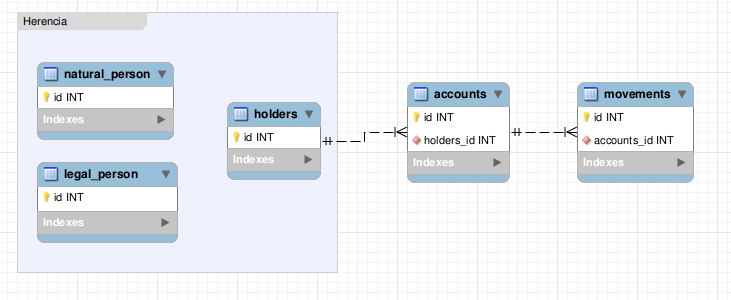 Herencia
natural_person
id INT
Indexes
legal_person
id INT
Indexes
holders
id INT
Indexes
accounts
id INT
holders_id INT
Indexes
movements
id INT
accounts_id INT
Indexes